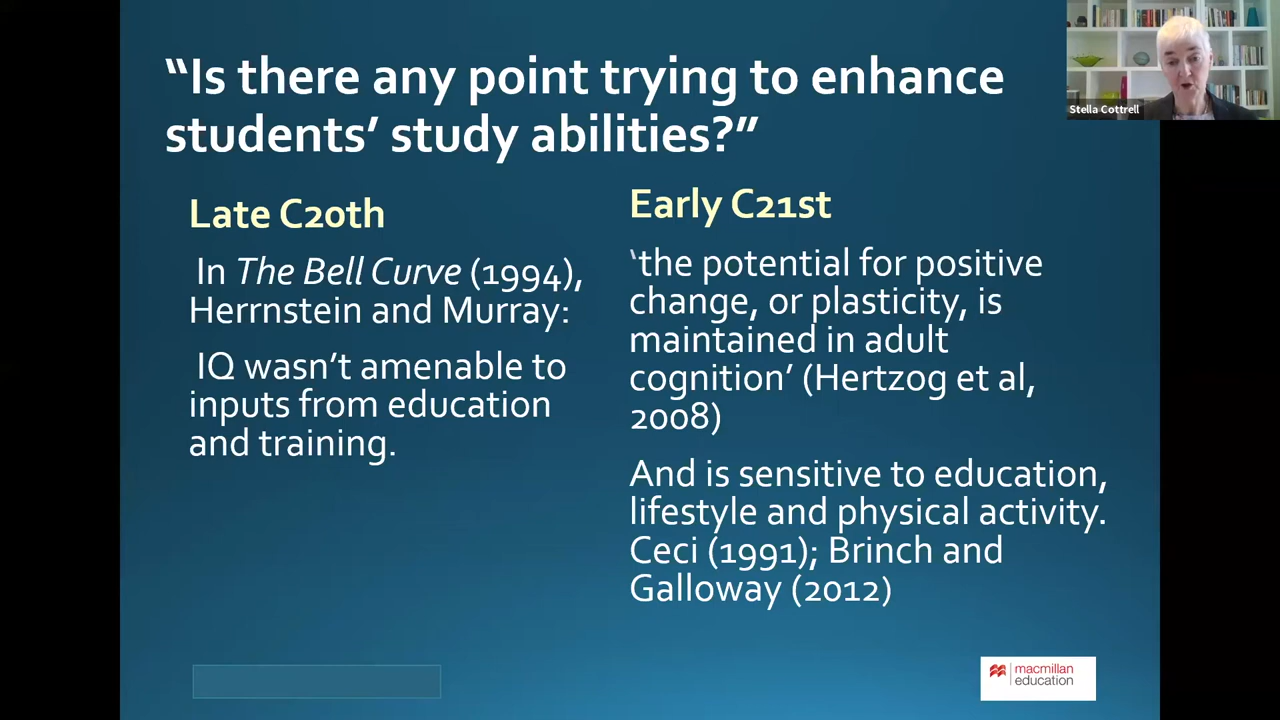 “Is there any point trying to enhance
students’ study abilities?”
Late C20th
In The Bell Curve (1994),
Herrnstein and Murray:
IQ wasn’t amenable to
inputs from education
and training.
Early C21st
‘the potential for positive
change, or plasticity, is
maintained in adult
cognition’ (Hertzog et al,
2008)
And is sensitive to education,
lifestyle and physical activity.
Ceci (1991); Brinch and
Galloway (2012)
Stella Cottrell
macmillan
education